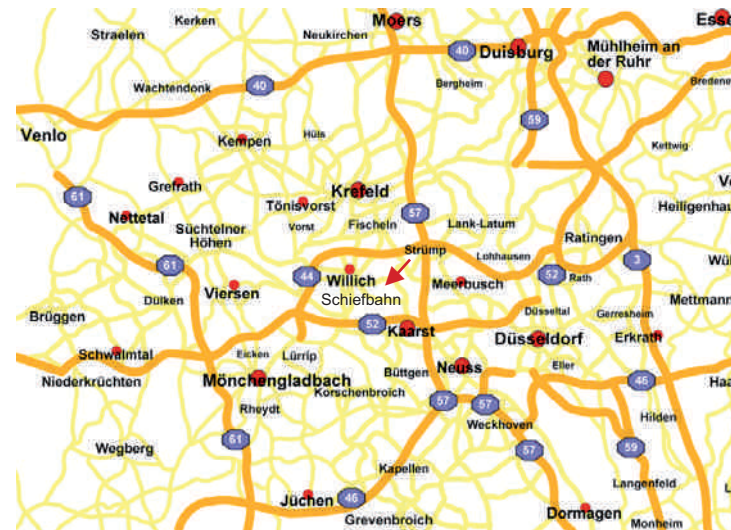 Moers
Esse
Kerken
Straelen
Neukirchen
40
Duisburg
Mühlheim an
der Ruhr
Wachtendonk
40
Bergheim
Bredeney
59
Venlo
Kempen
Hüls
Kettwig
61
Grefrath
Krefeld
Tönisvorst
57
Nettetal
Süchtelner
Höhen
Vorst
Fischeln
Lank-Latum
Heiligenhau
Ratingen
Strümp
Lohhausen
3
61
44
Willich
52
Rath
Wül
Dülken
Viersen
Schiefbahn
Meerbusch
Mettmann
Brüggen
52
Kaarst
Düsseltal
Gerresheim
Düsseldorf
Erkrath
Schwalmtal
Eicken
Lürrip
Niederkrüchten
Mönchengladbach
Büttgen
Neuss
Eller
46
Haa
Korschenbroich
Rheydt
57
57
Weckhoven
Hilden
61
Wegberg
57
59
Kapellen
Langenfeld
Jüchen
46
Grevenbroich
Dormagen
Monheim